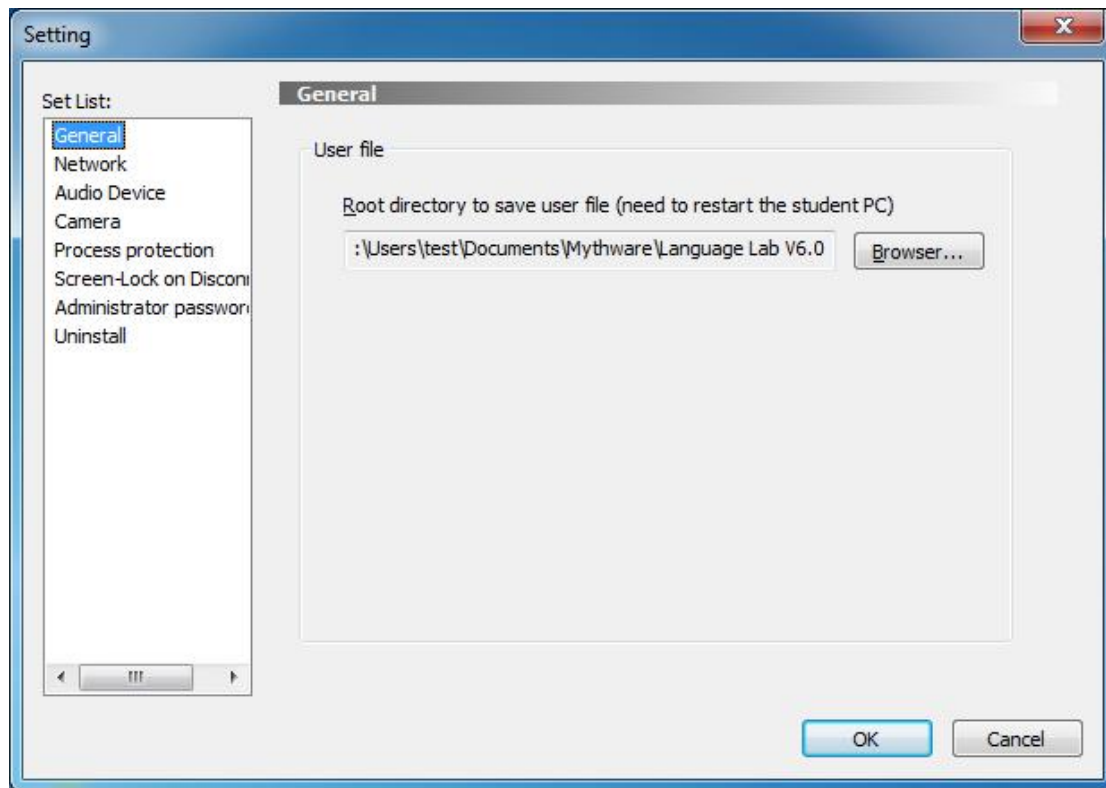 Setting
Set List:
General
Network
Audio Device
Camera
Process protection
Screen-Lock on Disconn
Administrator passwor
Uninstall
General
User file
Root directory to save user file (need to restart the student PC)
:\Users\test\Documents\Mythware\Language Lab V6.0
Browser...
OK
Cancel